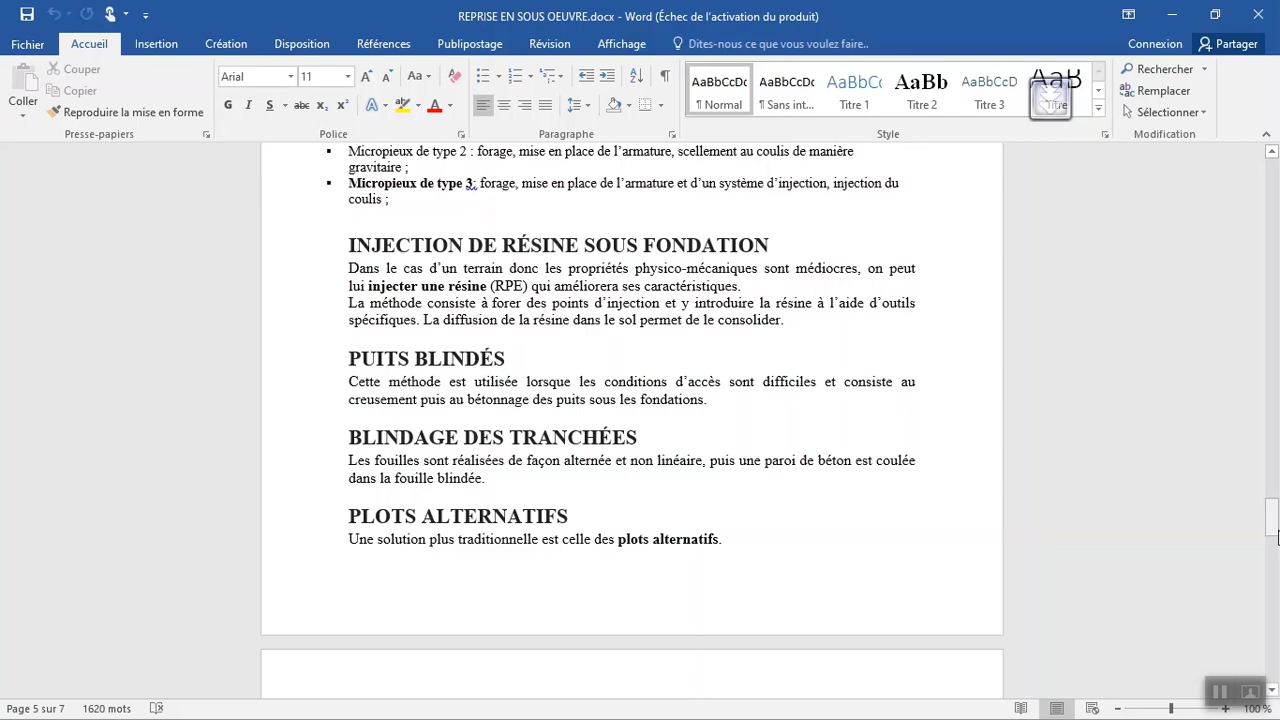 REPRISE EN SOUS OEUVRE.docx - Word (Échec de l'activation du produit)
Fichier Accueil Insertion Création Disposition Références Publipostage Révision Affichage Dites-nous ce que vous voulez faire.. Connexion Partager
Coller
Couper
Copier
Reproduire la mise en forme
Presse-papiers
Arial 11
G I S abc x₂ x²
Police
Paragraphe
AaBbCcDc AaBbCcDc AaBbCc AaBb AaBbCcD AaB
¶ Normal ¶ Sans int... Titre 1 Titre 2 Titre 3 Titre
Style
Rechercher
Remplacer
Sélectionner
Modification
▪ Micropieux de type 2 : forage, mise en place de l'armature, scellement au coulis de manière
gravitaire ;
▪ Micropieux de type 3: forage, mise en place de l'armature et d'un système d'injection, injection du
coulis ;
INJECTION DE RÉSINE SOUS FONDATION
Dans le cas d'un terrain donc les propriétés physico-mécaniques sont médiocres, on peut
lui injecter une résine (RPE) qui améliorera ses caractéristiques.
La méthode consiste à forer des points d'injection et y introduire la résine à l'aide d'outils
spécifiques. La diffusion de la résine dans le sol permet de le consolider.
PUITS BLINDÉS
Cette méthode est utilisée lorsque les conditions d'accès sont difficiles et consiste au
creusement puis au bétonnage des puits sous les fondations.
BLINDAGE DES TRANCHÉES
Les fouilles sont réalisées de façon alternée et non linéaire, puis une paroi de béton est coulée
dans la fouille blindée.
PLOTS ALTERNATIFS
Une solution plus traditionnelle est celle des plots alternatifs.
Page 5 sur 7 1620 mots 100 %